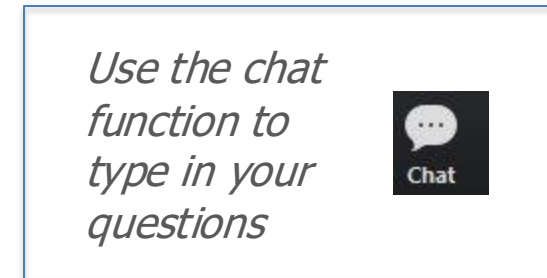 Use the chat
function to
type in your
questions
Chat